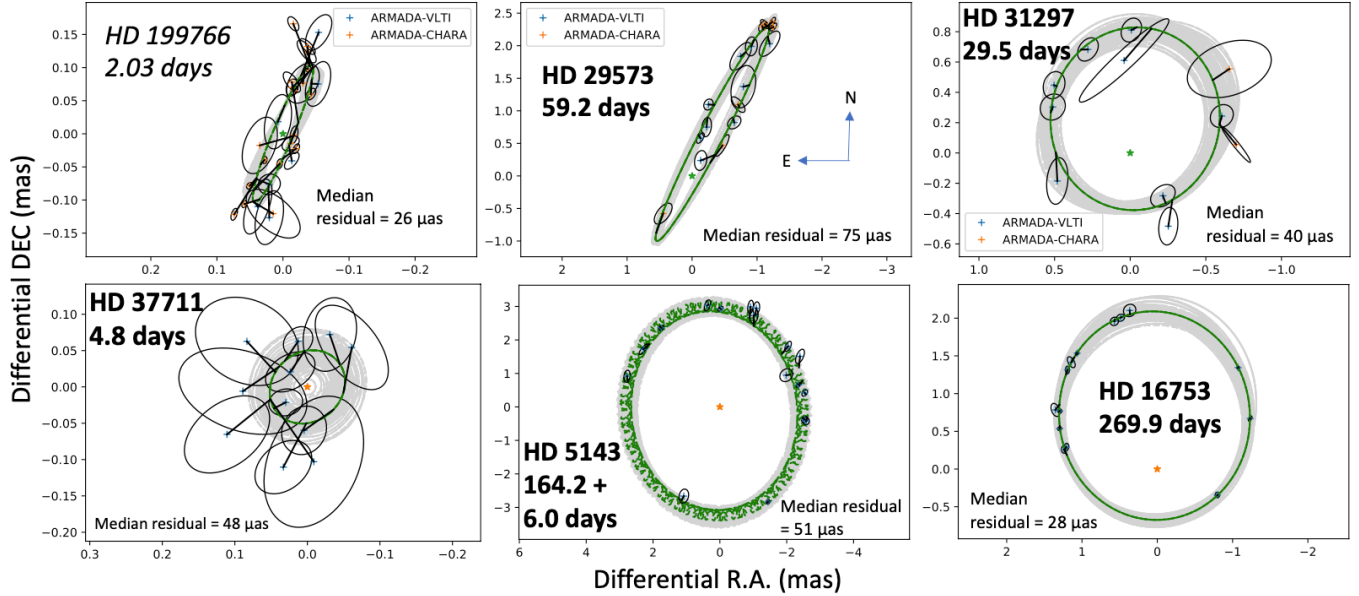 HD 199766
2.03 days
ARMADA-VLTI
ARMADA-CHARA
Median
residual = 26 μas
0.15
0.10
0.05
0.00
−0.05
−0.10
−0.15
0.2
0.1
0.0
−0.1
−0.2
HD 29573
59.2 days
ARMADA-VLTI
ARMADA-CHARA
N
E
Median residual = 75 μas
2.5
2.0
1.5
1.0
0.5
0.0
−0.5
−1.0
2
1
0
−1
−2
−3
HD 31297
29.5 days
ARMADA-VLTI
ARMADA-CHARA
Median
residual = 40 μas
0.8
0.6
0.4
0.2
0.0
−0.2
−0.4
−0.6
1.0
0.5
0.0
−0.5
−1.0
Differential DEC (mas)
HD 37711
4.8 days
Median residual = 48 μas
0.10
0.05
0.00
−0.05
−0.10
−0.15
−0.20
0.3
0.2
0.1
0.0
−0.1
−0.2
HD 5143
164.2 +
6.0 days
Median residual
= 51 μas
3
2
1
0
−1
−2
−3
6
4
2
0
−2
−4
HD 16753
269.9 days
Median
residual = 28 μas
2.0
1.5
1.0
0.5
0.0
−0.5
2
1
0
−1
−2
Differential R.A. (mas)